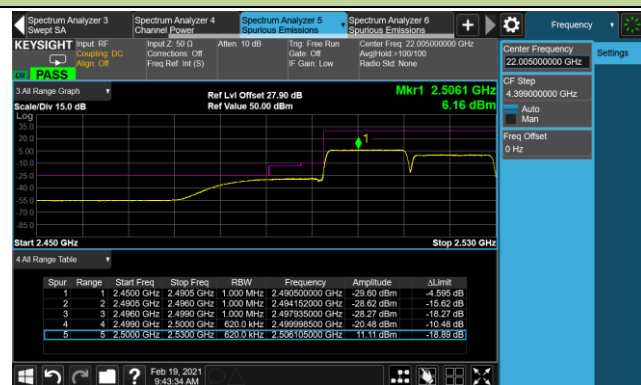 Spectrum Analyzer 3
Swept SA
Spectrum Analyzer 4
Channel Power
Spectrum Analyzer 5
Spurious Emissions
Spectrum Analyzer 6
Spurious Emissions
Frequency
KEYSIGHT
Input: RF
Coupling: DC
Align: Off
Input Z: 50 Ω
Corrections: Off
Freq Ref: Int (S)
Atten: 10 dB
Trig: Free Run
Gate: Off
IF Gain: Low
Center Freq: 22.005000000 GHz
Avg|Hold:>100/100
Radio Std: None
PASS
Center Frequency
22.005000000 GHz
Settings
CF Step
4.399000000 GHz
Auto
Man
Freq Offset
0 Hz
3 All Range Graph
Scale/Div 15.0 dB
Ref Lvl Offset 27.90 dB
Ref Value 50.00 dBm
Mkr1 2.5061 GHz
6.16 dBm
Log
35.0
20.0
5.00
-10.0
-25.0
-40.0
-55.0
-70.0
-85.0
1
Start 2.450 GHz
Stop 2.530 GHz
4 All Range Table
Spur Range Start Freq Stop Freq RBW Frequency Amplitude ΔLimit
1 1 2.4500 GHz 2.4905 GHz 1.000 MHz 2.490500000 GHz -29.60 dBm -4.595 dB
2 2 2.4905 GHz 2.4960 GHz 1.000 MHz 2.494152000 GHz -28.62 dBm -15.62 dB
3 3 2.4960 GHz 2.4990 GHz 1.000 MHz 2.497935000 GHz -28.27 dBm -18.27 dB
4 4 2.4990 GHz 2.5000 GHz 620.0 kHz 2.499998500 GHz -20.48 dBm -10.48 dB
5 5 2.5000 GHz 2.5300 GHz 620.0 kHz 2.506105000 GHz 11.11 dBm -18.89 dB
?
Feb 19, 2021
9:43:34 AM